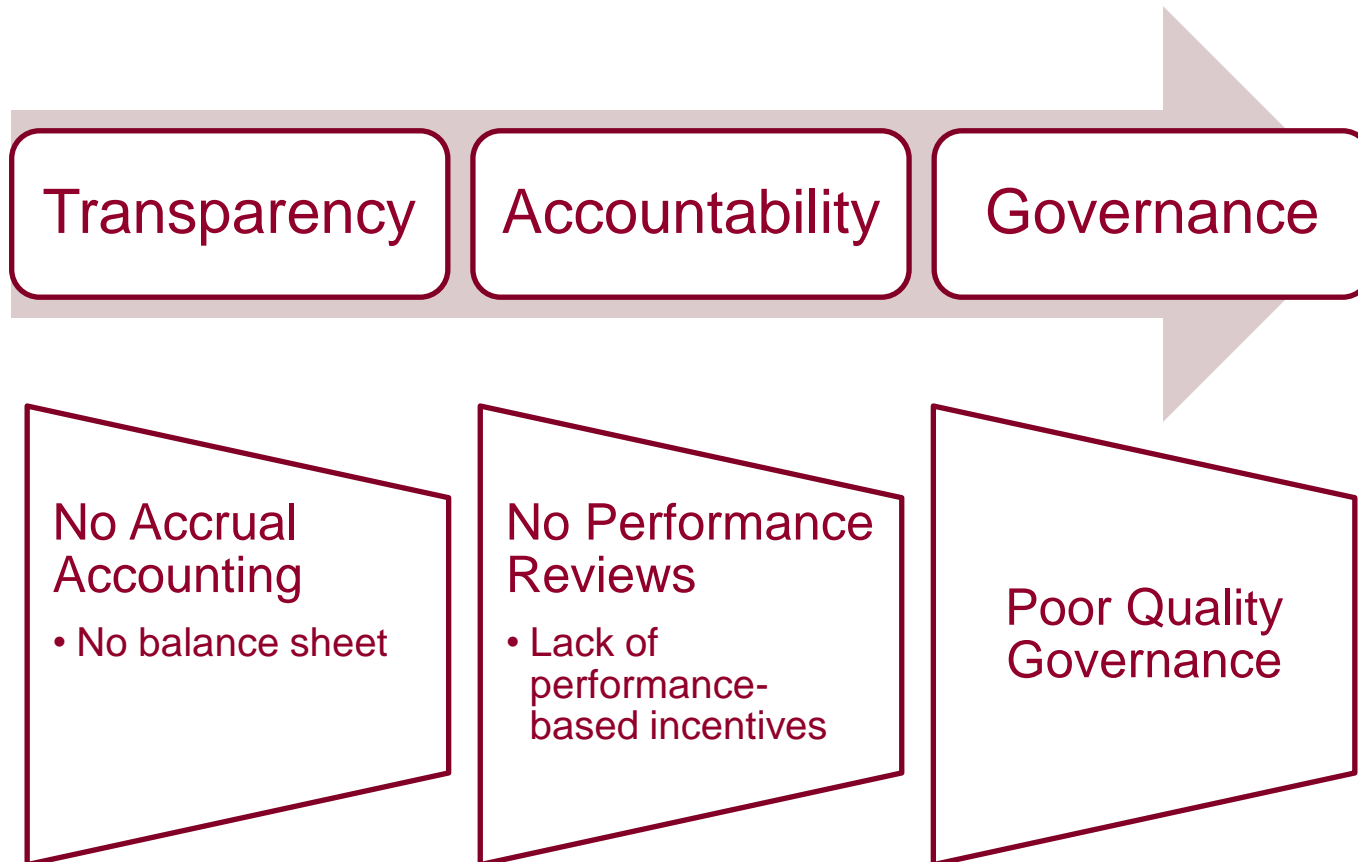 Transparency
Accountability
Governance
No Accrual
Accounting
• No balance sheet
No Performance
Reviews
• Lack of
performance-
based incentives
Poor Quality
Governance